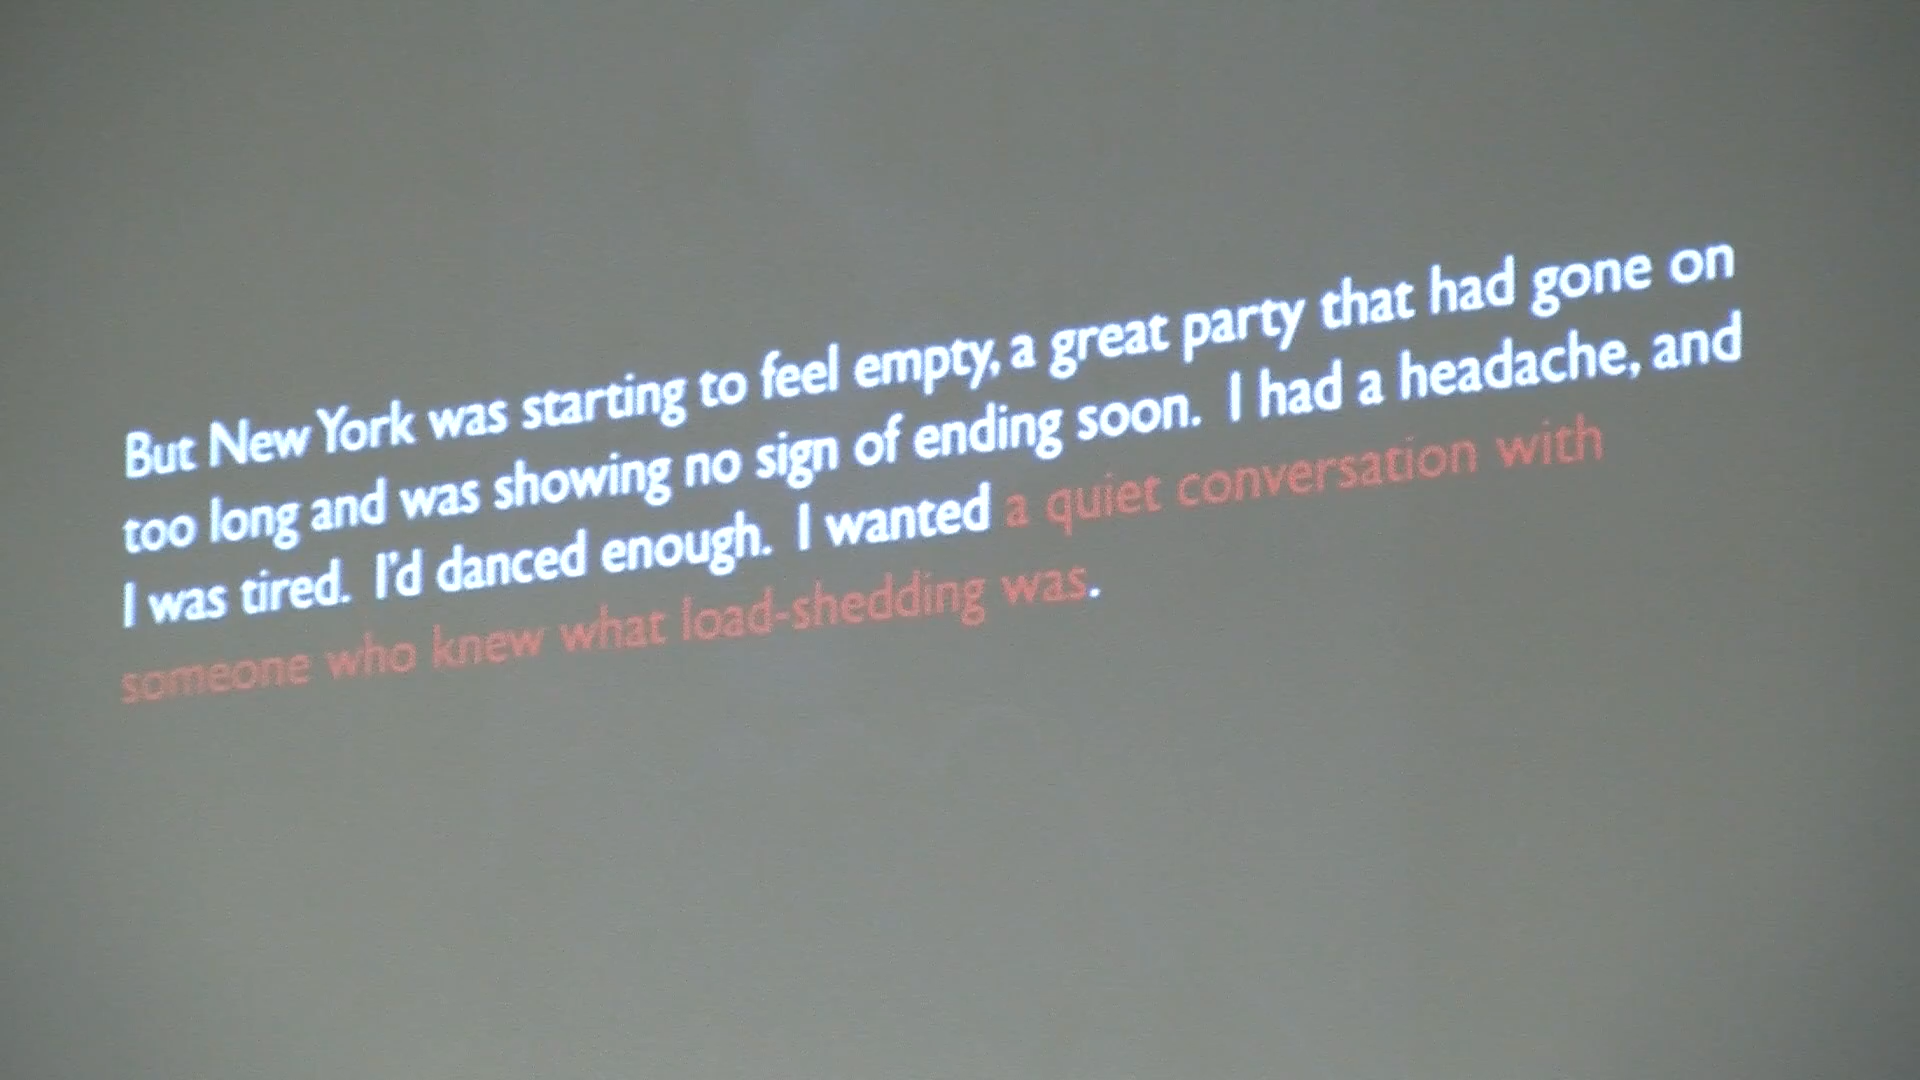 But New York was starting to feel empty, a great party that had gone on
too long and was showing no sign of ending soon. I had a headache, and
I was tired. I'd danced enough. I wanted a quiet conversation with
someone who knew what load-shedding was.